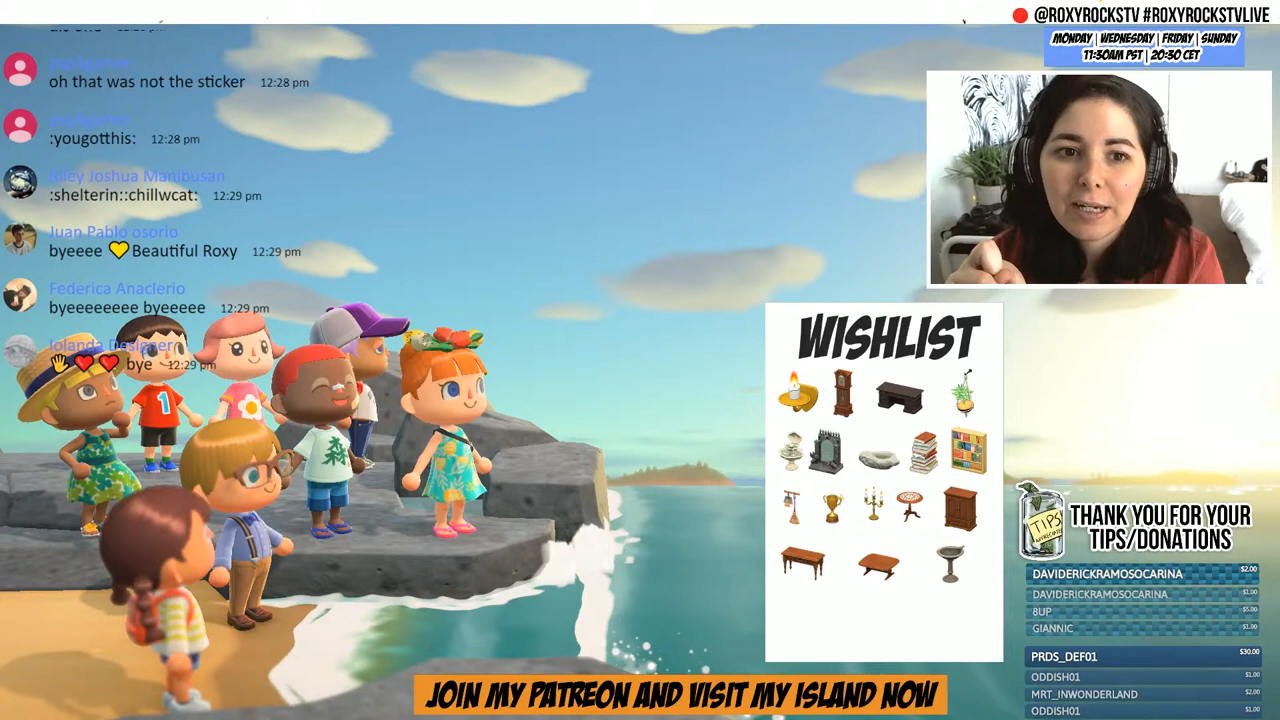 @ROXYROCKSTV #ROXYROCKSTVLIVE
MONDAY | WEDNESDAY | FRIDAY | SUNDAY
11:30AM PST | 20:30 CET
oh that was not the sticker 12:28 pm
:yougotthis: 12:28 pm
Riley Joshua Manibusan
:shelterin::chillwcat: 12:29 pm
Juan Pablo osorio
byeeee 💛 Beautiful Roxy 12:29 pm
Federica Anaclerio
byeeeeeeee byeeeee 12:29 pm
Iolanda Designer
👋❤️❤️ bye 12:29 pm
1
WISHLIST
TIPS
THANK YOU FOR YOUR
TIPS/DONATIONS
DAVIDERICKRAMOSOCARINA $2.00
DAVIDERICKRAMOSOCARINA $1.00
8UP $5.00
GIANNIC $1.00
PRDS_DEF01 $30.00
ODDISH01 $1.00
MRT_INWONDERLAND $2.00
ODDISH01 $1.00
JOIN MY PATREON AND VISIT MY ISLAND NOW